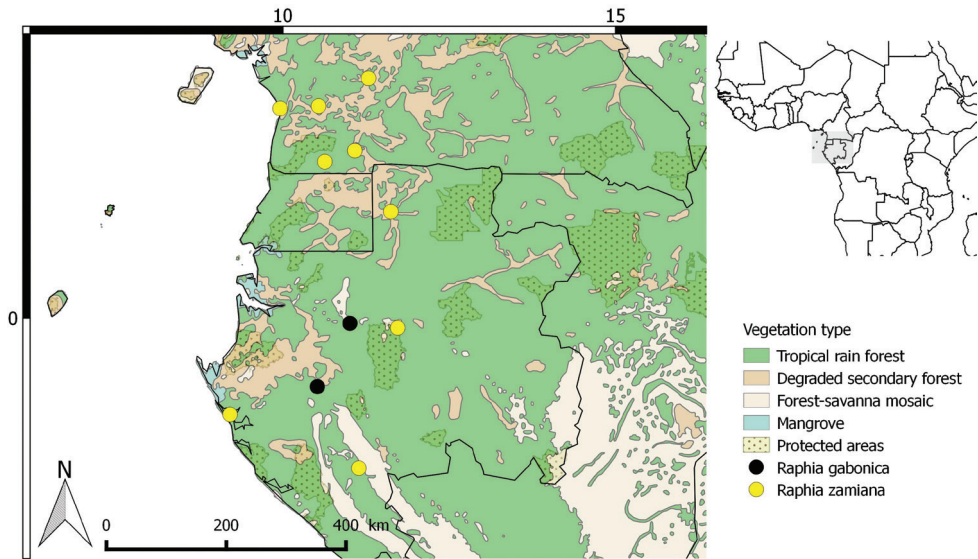 10 15
0
N
0 200 400 km
Vegetation type
Tropical rain forest
Degraded secondary forest
Forest-savanna mosaic
Mangrove
Protected areas
Raphia gabonica
Raphia zamiana